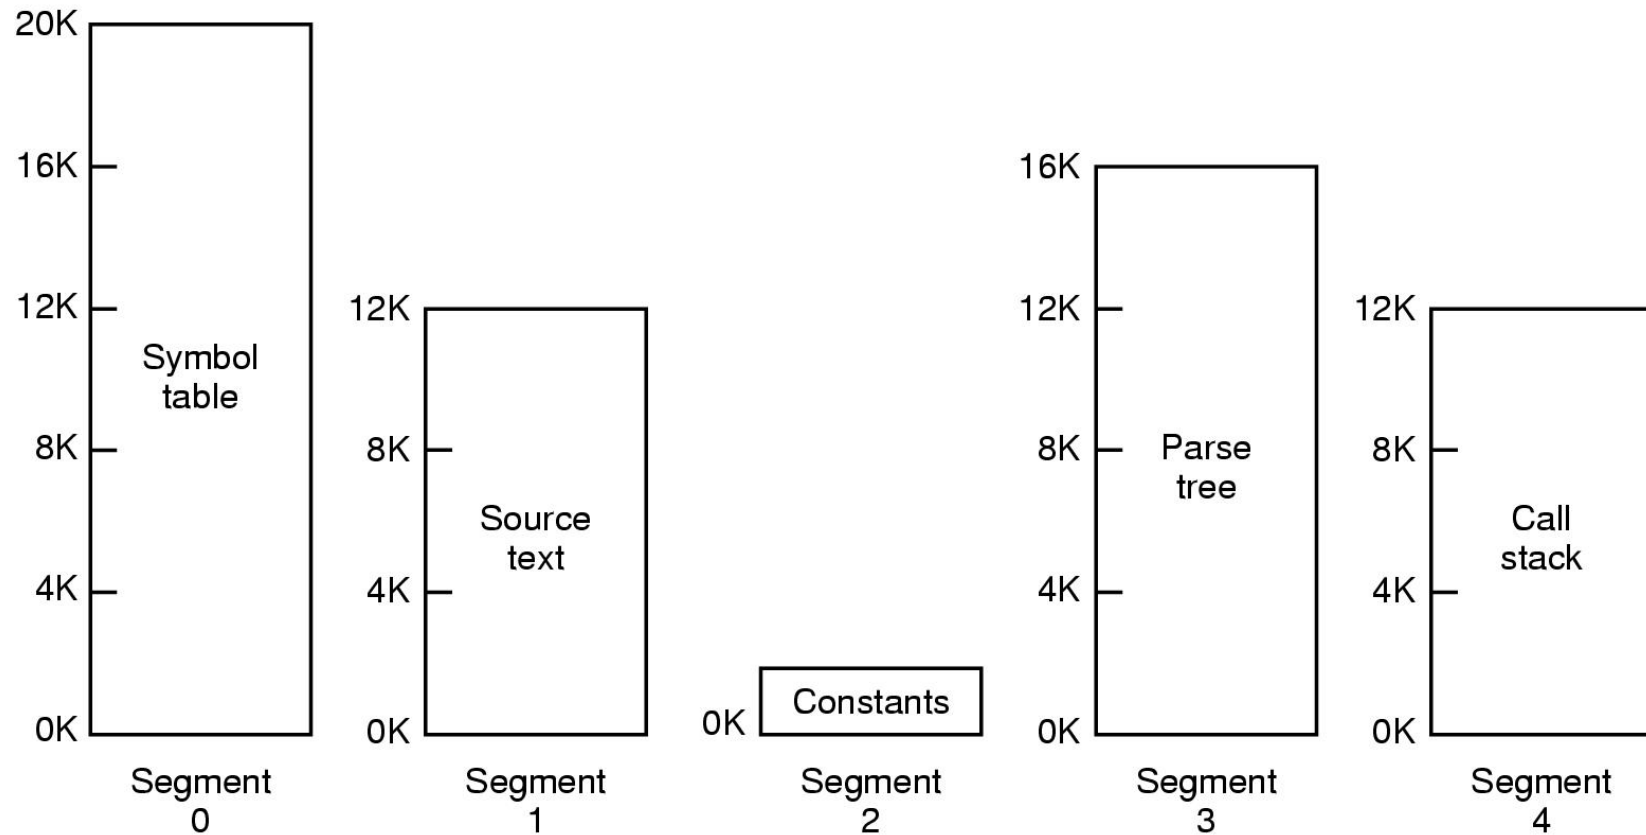 20K
16K
12K
8K
4K
0K
Symbol
table
Segment
0
12K
8K
4K
0K
Source
text
Segment
1
0K
Constants
Segment
2
16K
12K
8K
4K
0K
Parse
tree
Segment
3
12K
8K
4K
0K
Call
stack
Segment
4